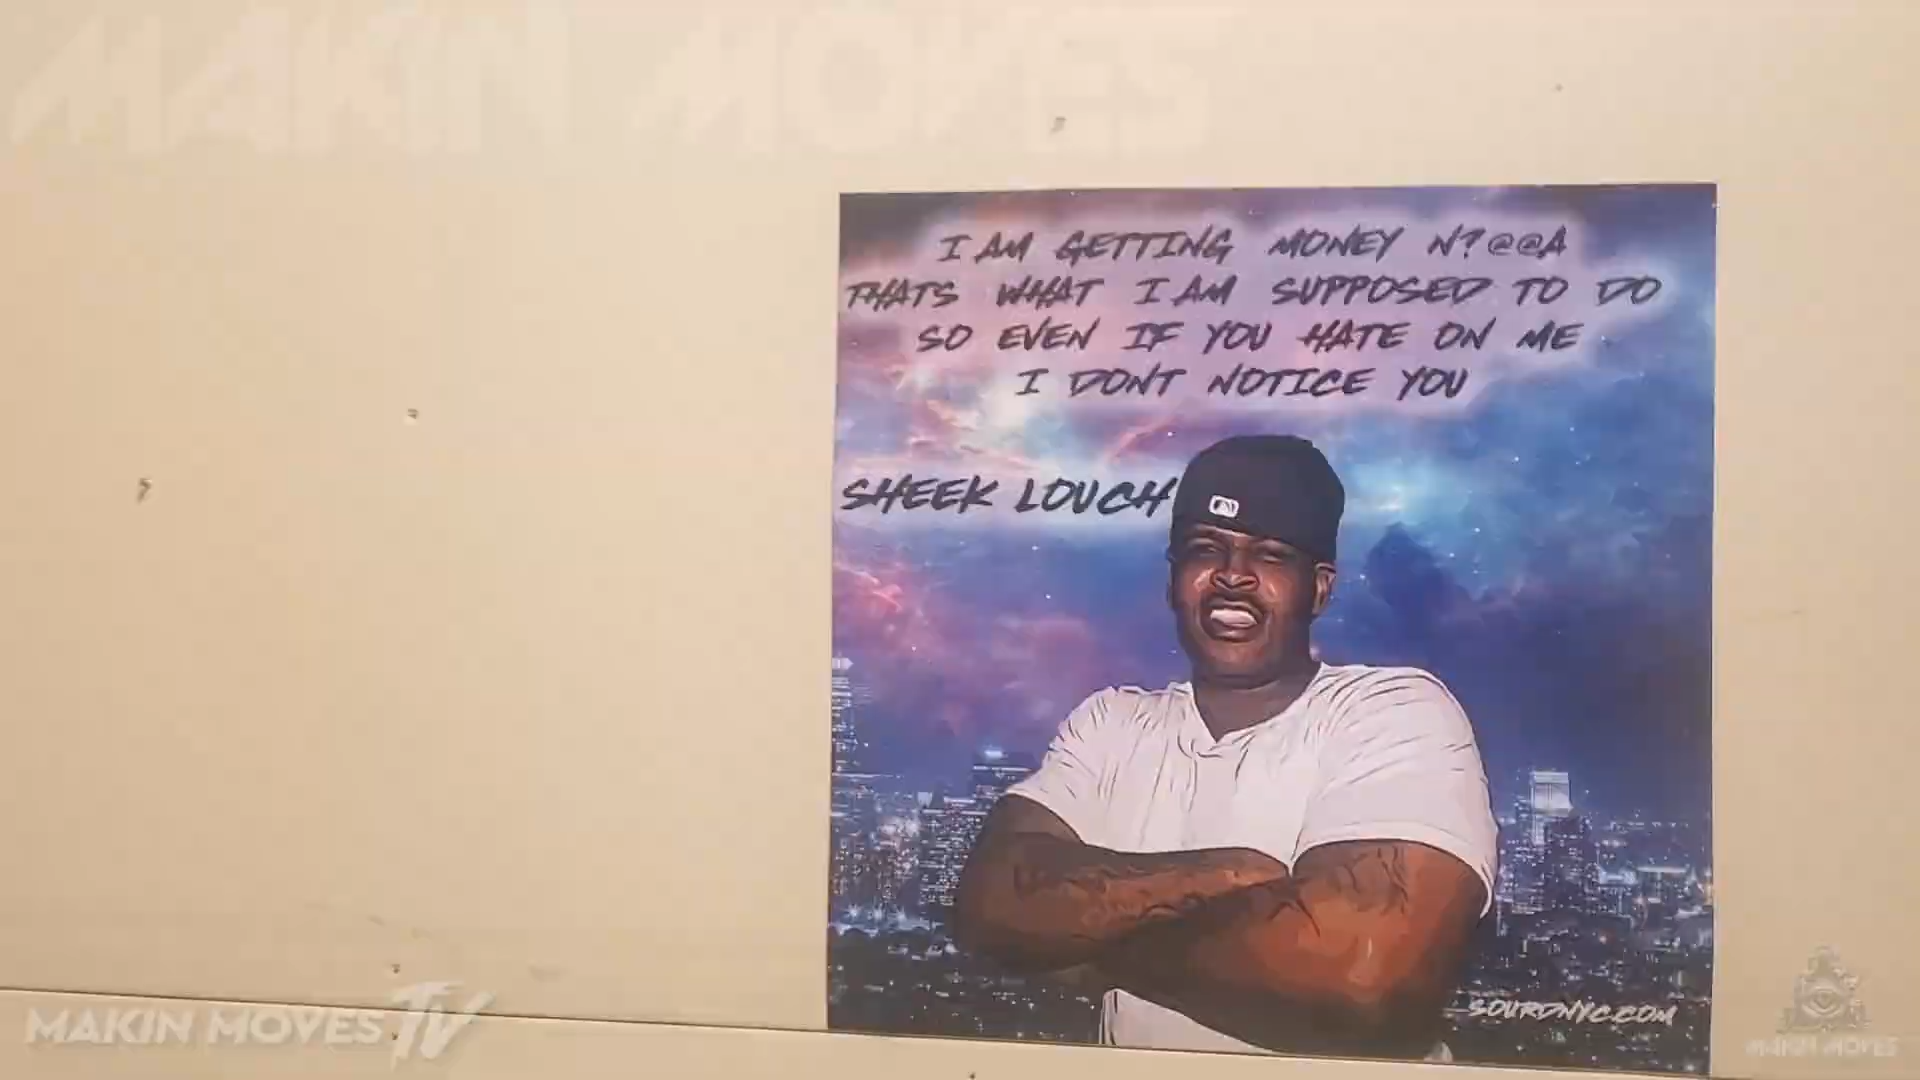 MAKIN MOVES
I AM GETTING MONEY N?@@A
THATS WHAT I AM SUPPOSED TO DO
SO EVEN IF YOU HATE ON ME
I DONT NOTICE YOU
SHEEK LOUCH
SOURDNYC.COM
MAKIN MOVES TV
MAKIN MOVES